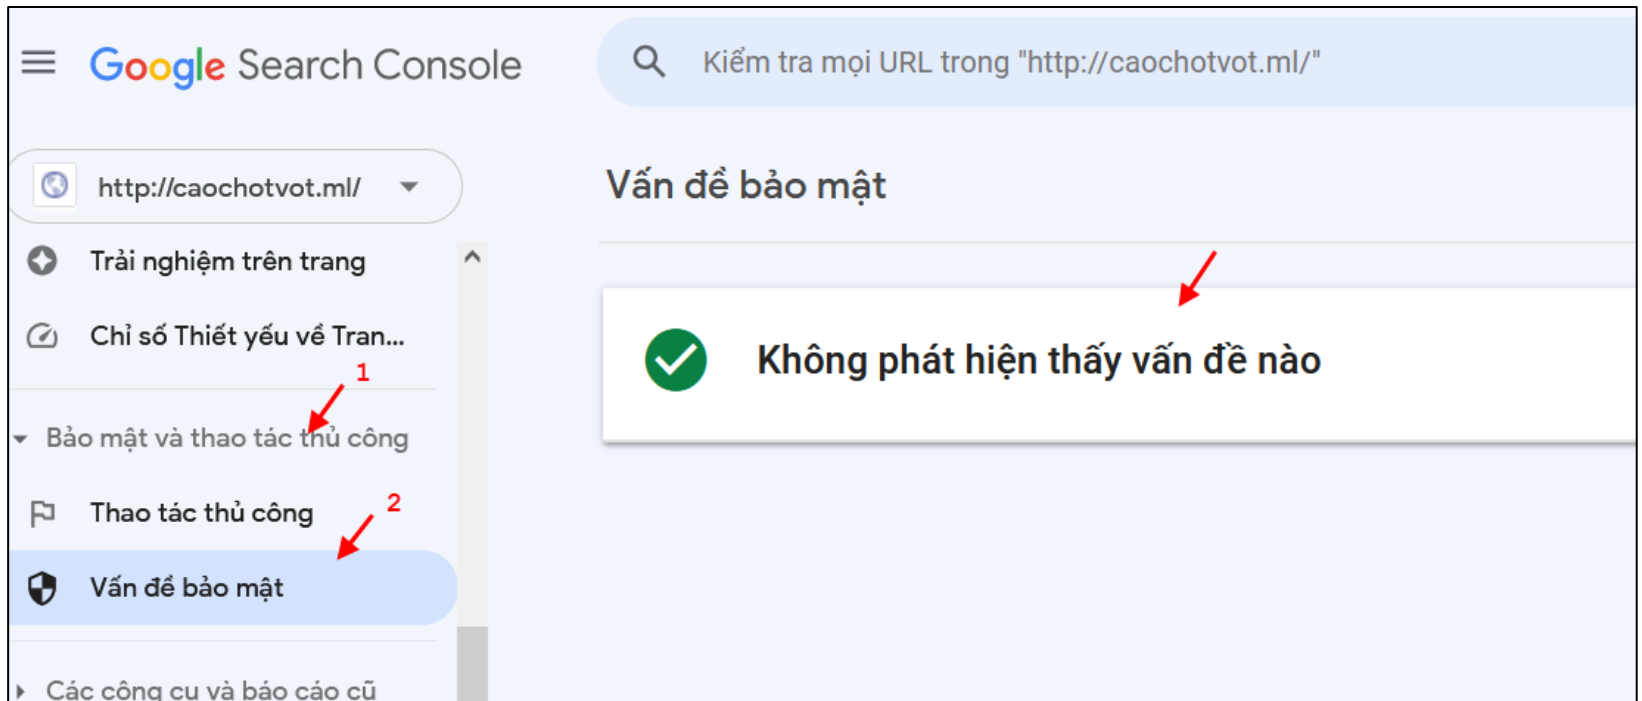 Google Search Console
Kiểm tra mọi URL trong "http://caochotvot.ml/"
http://caochotvot.ml/
Trải nghiệm trên trang
Chỉ số Thiết yếu về Tran...
1
Bảo mật và thao tác thủ công
Thao tác thủ công
2
Vấn đề bảo mật
Các công cụ và báo cáo cũ
Vấn đề bảo mật
Không phát hiện thấy vấn đề nào